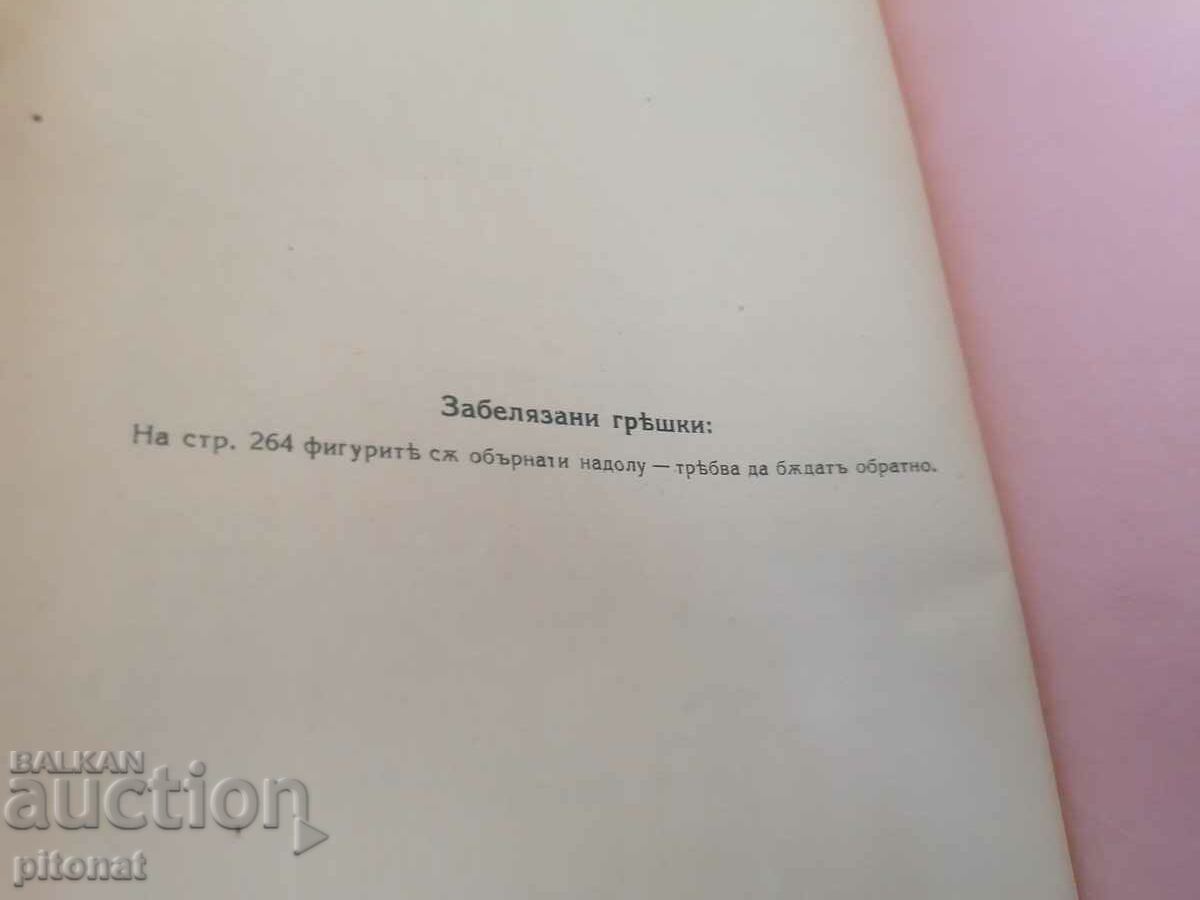 Забелязани грѣшки:
На стр. 264 фигуритѣ сѫ обърнати надолу — трѣбва да бѫдатъ обратно.
BALKAN
auction
pitonat